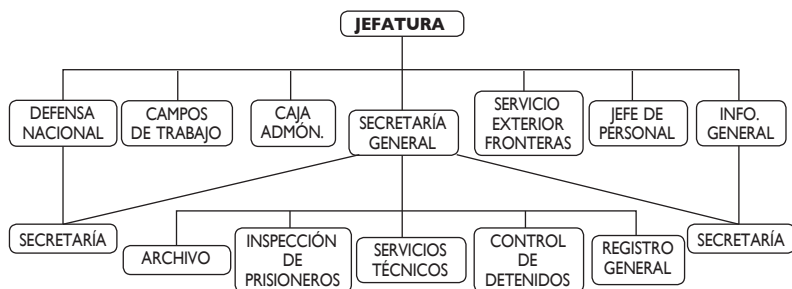 JEFATURA
DEFENSA
NACIONAL
CAMPOS
DE TRABAJO
CAJA
ADMÓN.
SECRETARÍA
GENERAL
SERVICIO
EXTERIOR
FRONTERAS
JEFE DE
PERSONAL
INFO.
GENERAL
SECRETARÍA
ARCHIVO
INSPECCIÓN
DE
PRISIONEROS
SERVICIOS
TÉCNICOS
CONTROL
DE
DETENIDOS
REGISTRO
GENERAL
SECRETARÍA